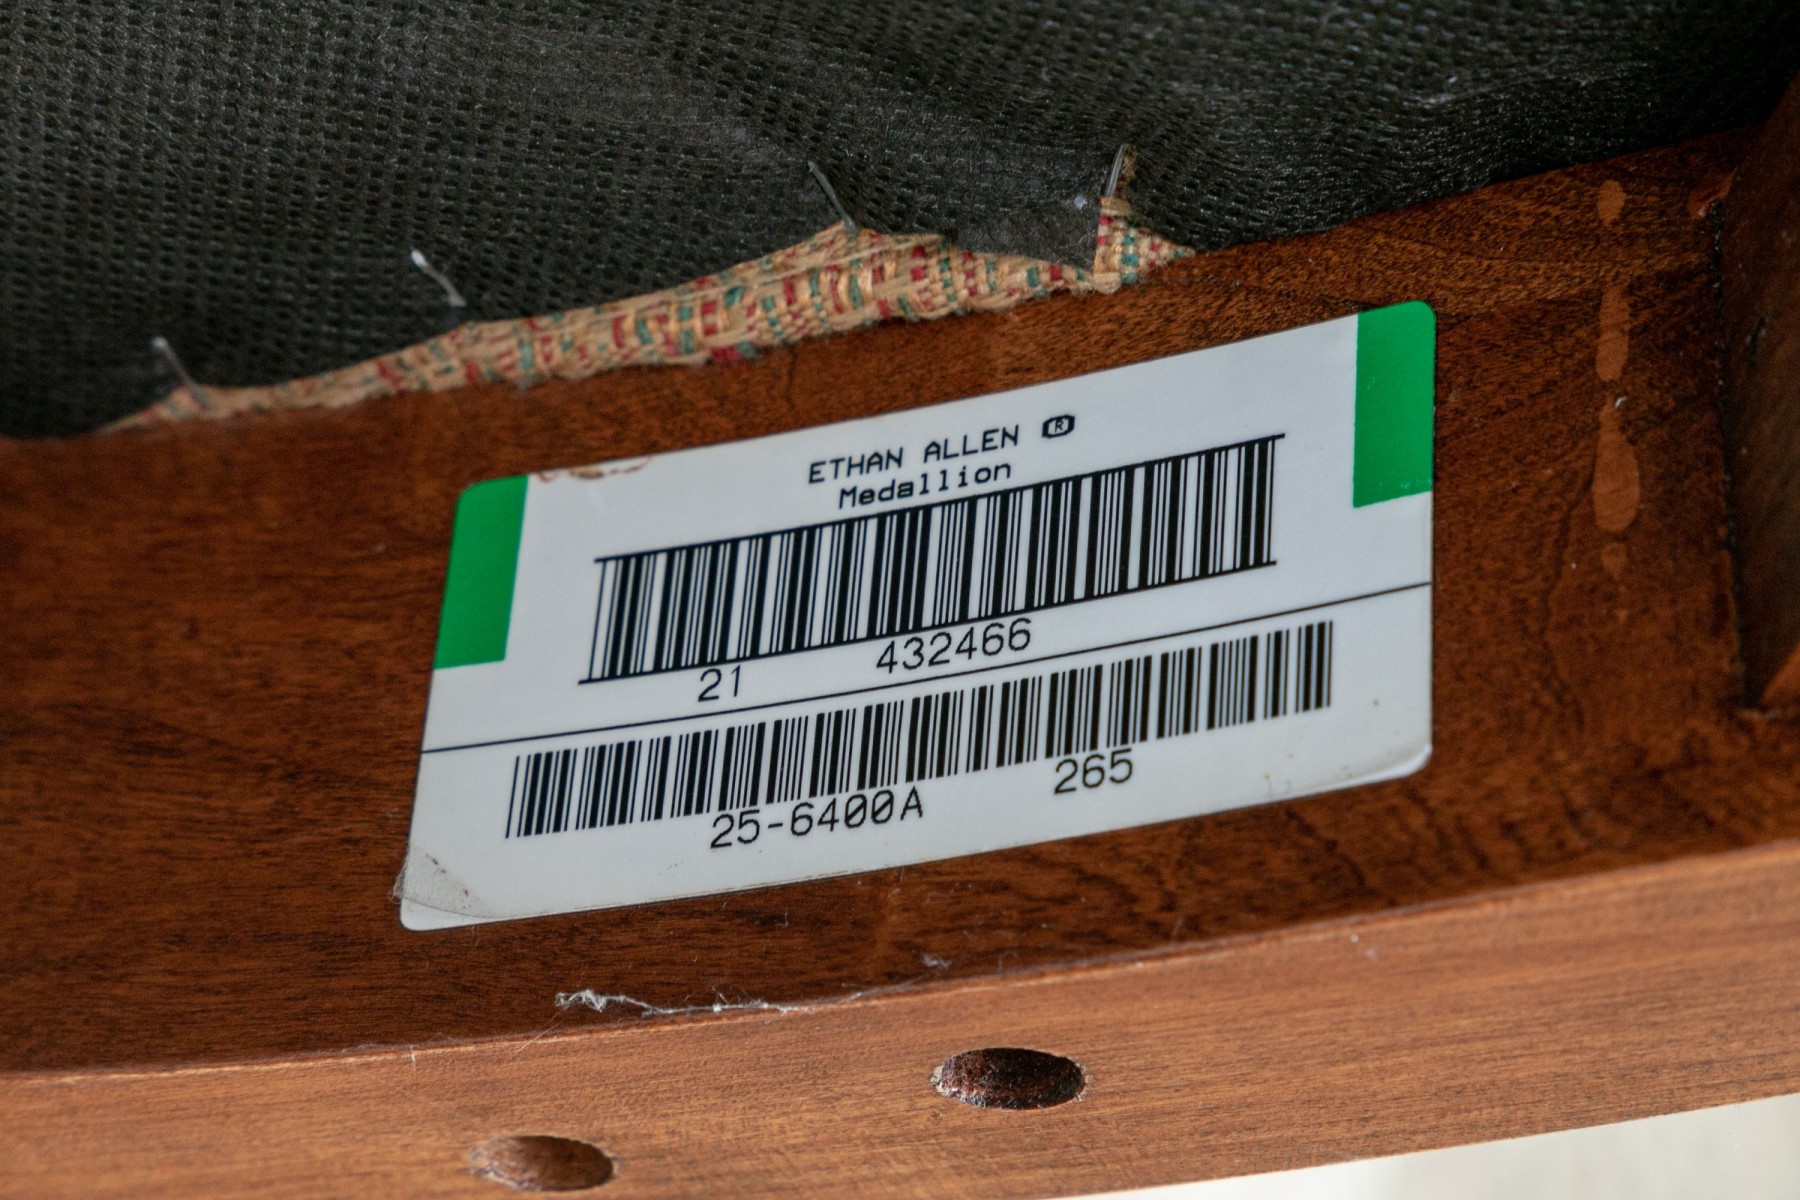 ETHAN ALLEN ®
Medallion
21 432466
25-6400A 265